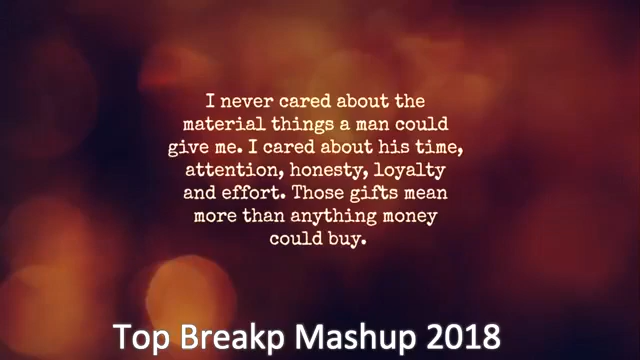 I never cared about the
material things a man could
give me. I cared about his time,
attention, honesty, loyalty
and effort. Those gifts mean
more than anything money
could buy.
Top Breakp Mashup 2018